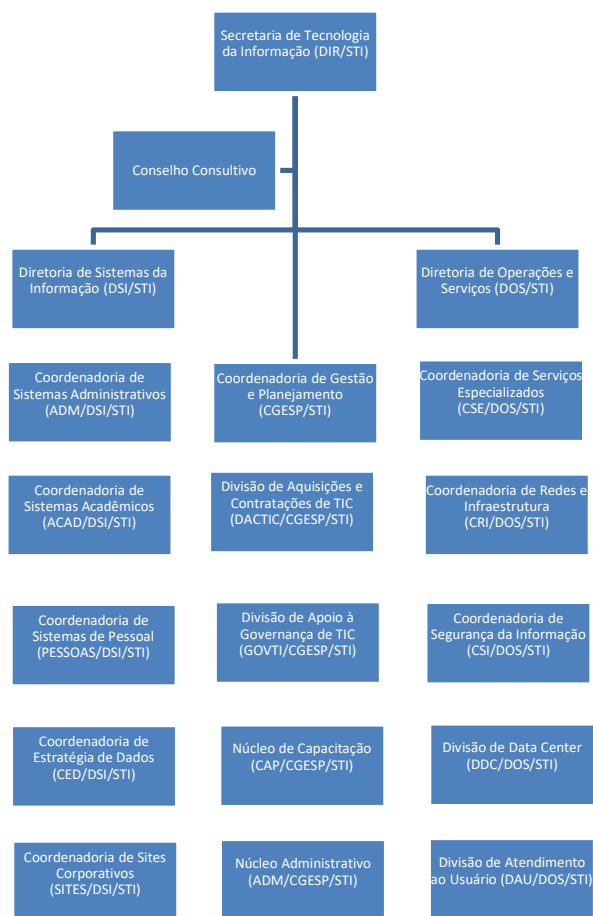 Secretaria de Tecnologia
da Informação (DIR/STI)
Conselho Consultivo
Diretoria de Sistemas da
Informação (DSI/STI)
Diretoria de Operações e
Serviços (DOS/STI)
Coordenadoria de
Sistemas Administrativos
(ADM/DSI/STI)
Coordenadoria de Gestão
e Planejamento
(CGESP/STI)
Coordenadoria de Serviços
Especializados
(CSE/DOS/STI)
Coordenadoria de
Sistemas Acadêmicos
(ACAD/DSI/STI)
Divisão de Aquisições e
Contratações de TIC
(DACTIC/CGESP/STI)
Coordenadoria de Redes e
Infraestrutura
(CRI/DOS/STI)
Coordenadoria de
Sistemas de Pessoal
(PESSOAS/DSI/STI)
Divisão de Apoio à
Governança de TIC
(GOVTI/CGESP/STI)
Coordenadoria de
Segurança da Informação
(CSI/DOS/STI)
Coordenadoria de
Estratégia de Dados
(CED/DSI/STI)
Núcleo de Capacitação
(CAP/CGESP/STI)
Divisão de Data Center
(DDC/DOS/STI)
Coordenadoria de Sites
Corporativos
(SITES/DSI/STI)
Núcleo Administrativo
(ADM/CGESP/STI)
Divisão de Atendimento
ao Usuário (DAU/DOS/STI)